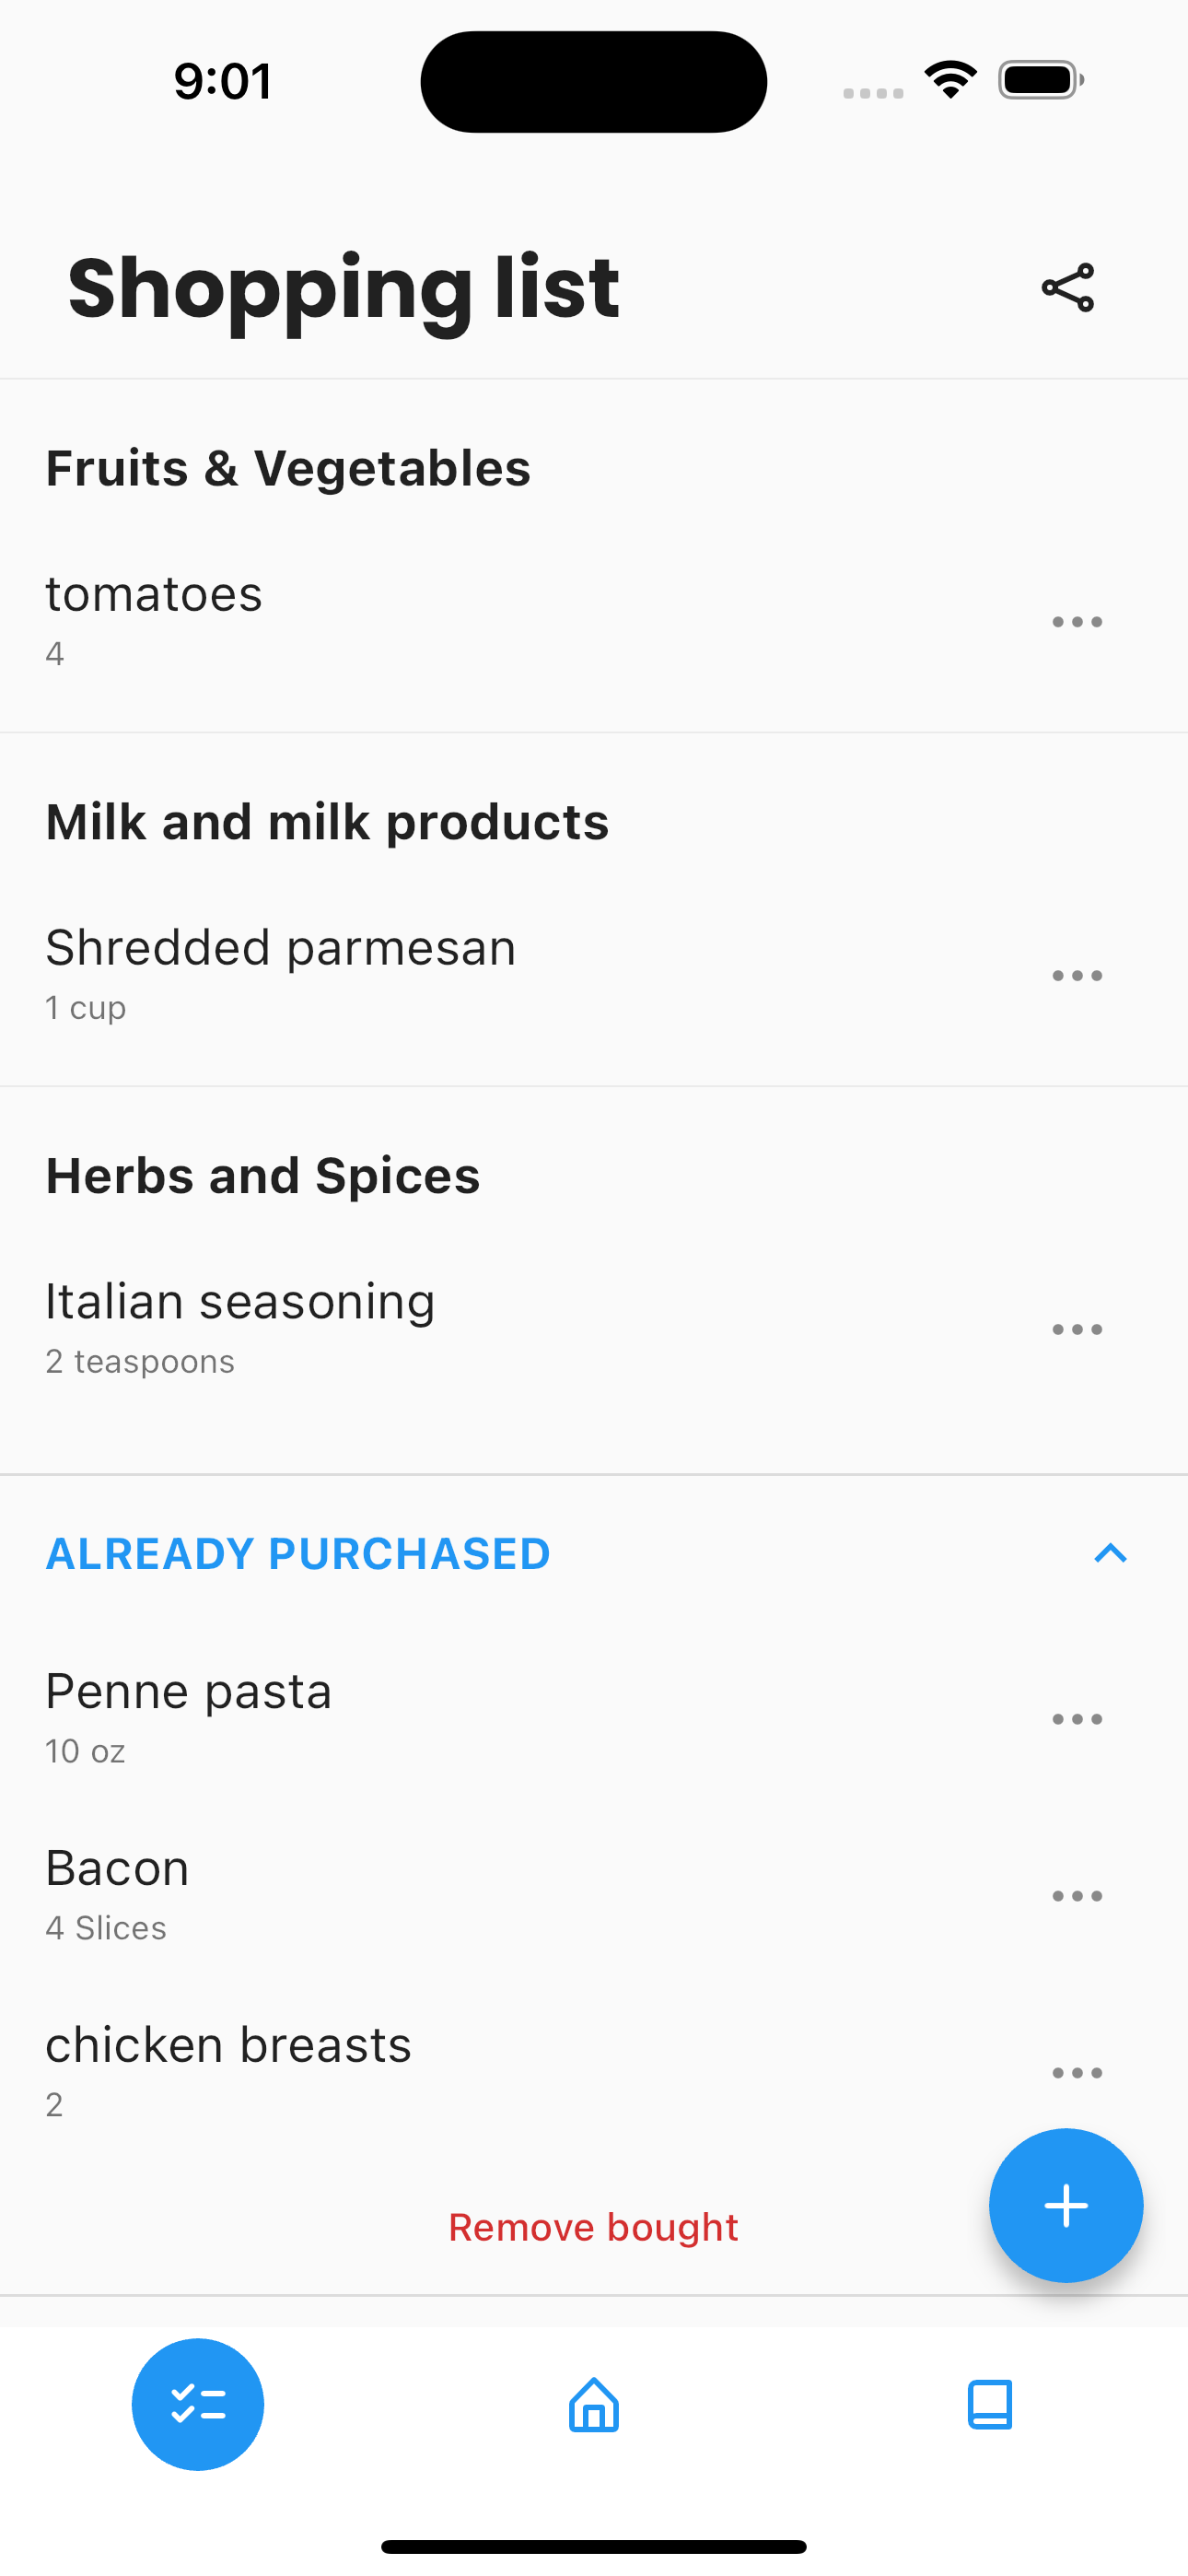 9:01
Shopping list
Fruits & Vegetables
tomatoes
4
Milk and milk products
Shredded parmesan
1 cup
Herbs and Spices
Italian seasoning
2 teaspoons
ALREADY PURCHASED
Penne pasta
10 oz
Bacon
4 Slices
chicken breasts
2
Remove bought